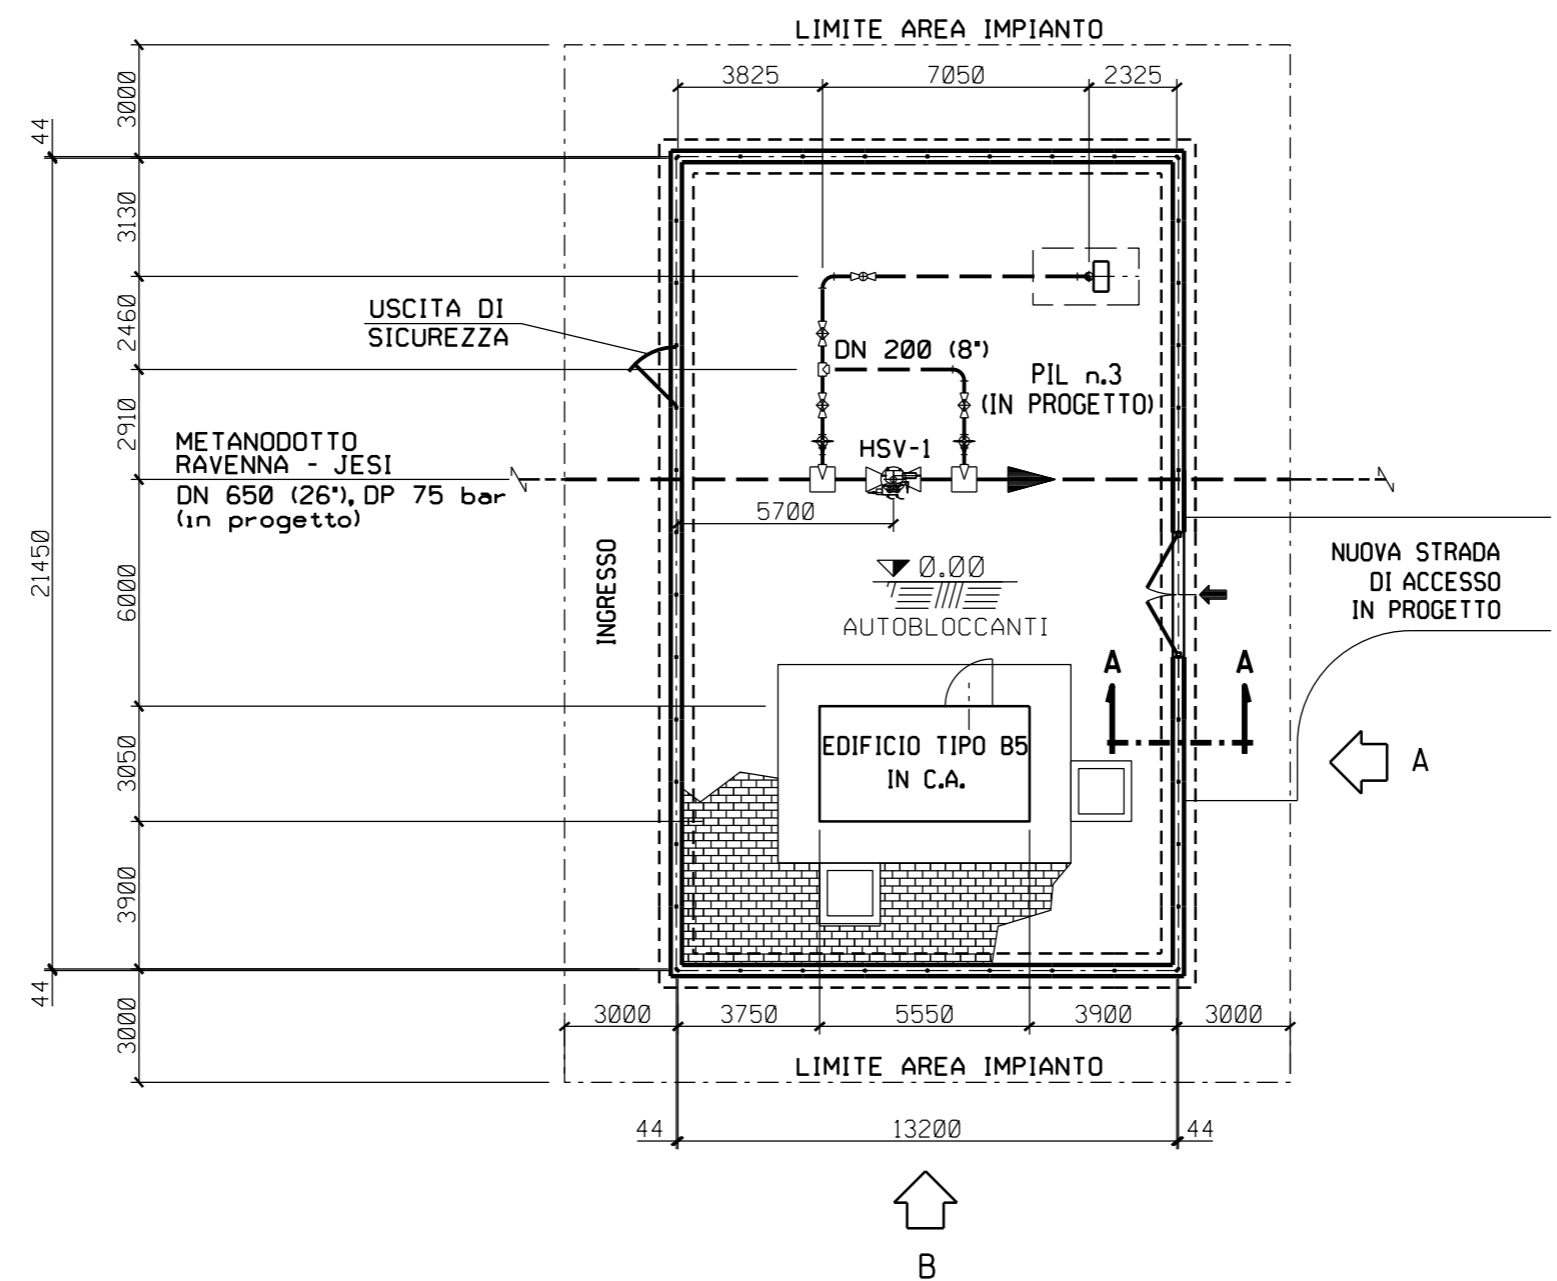 LIMITE AREA IMPIANTO
3825
7050
2325
3000
44
3130
2460
2910
21450
6000
3050
3900
44
3000
USCITA DI
SICUREZZA
DN 200 (8")
PIL n.3
(IN PROGETTO)
HSV-1
METANODOTTO
RAVENNA - JESI
DN 650 (26"), DP 75 bar
(in progetto)
5700
INGRESSO
0.00
AUTOBLOCCANTI
NUOVA STRADA
DI ACCESSO
IN PROGETTO
A
A
EDIFICIO TIPO B5
IN C.A.
A
3000
3750
5550
3900
3000
LIMITE AREA IMPIANTO
44
13200
44
B